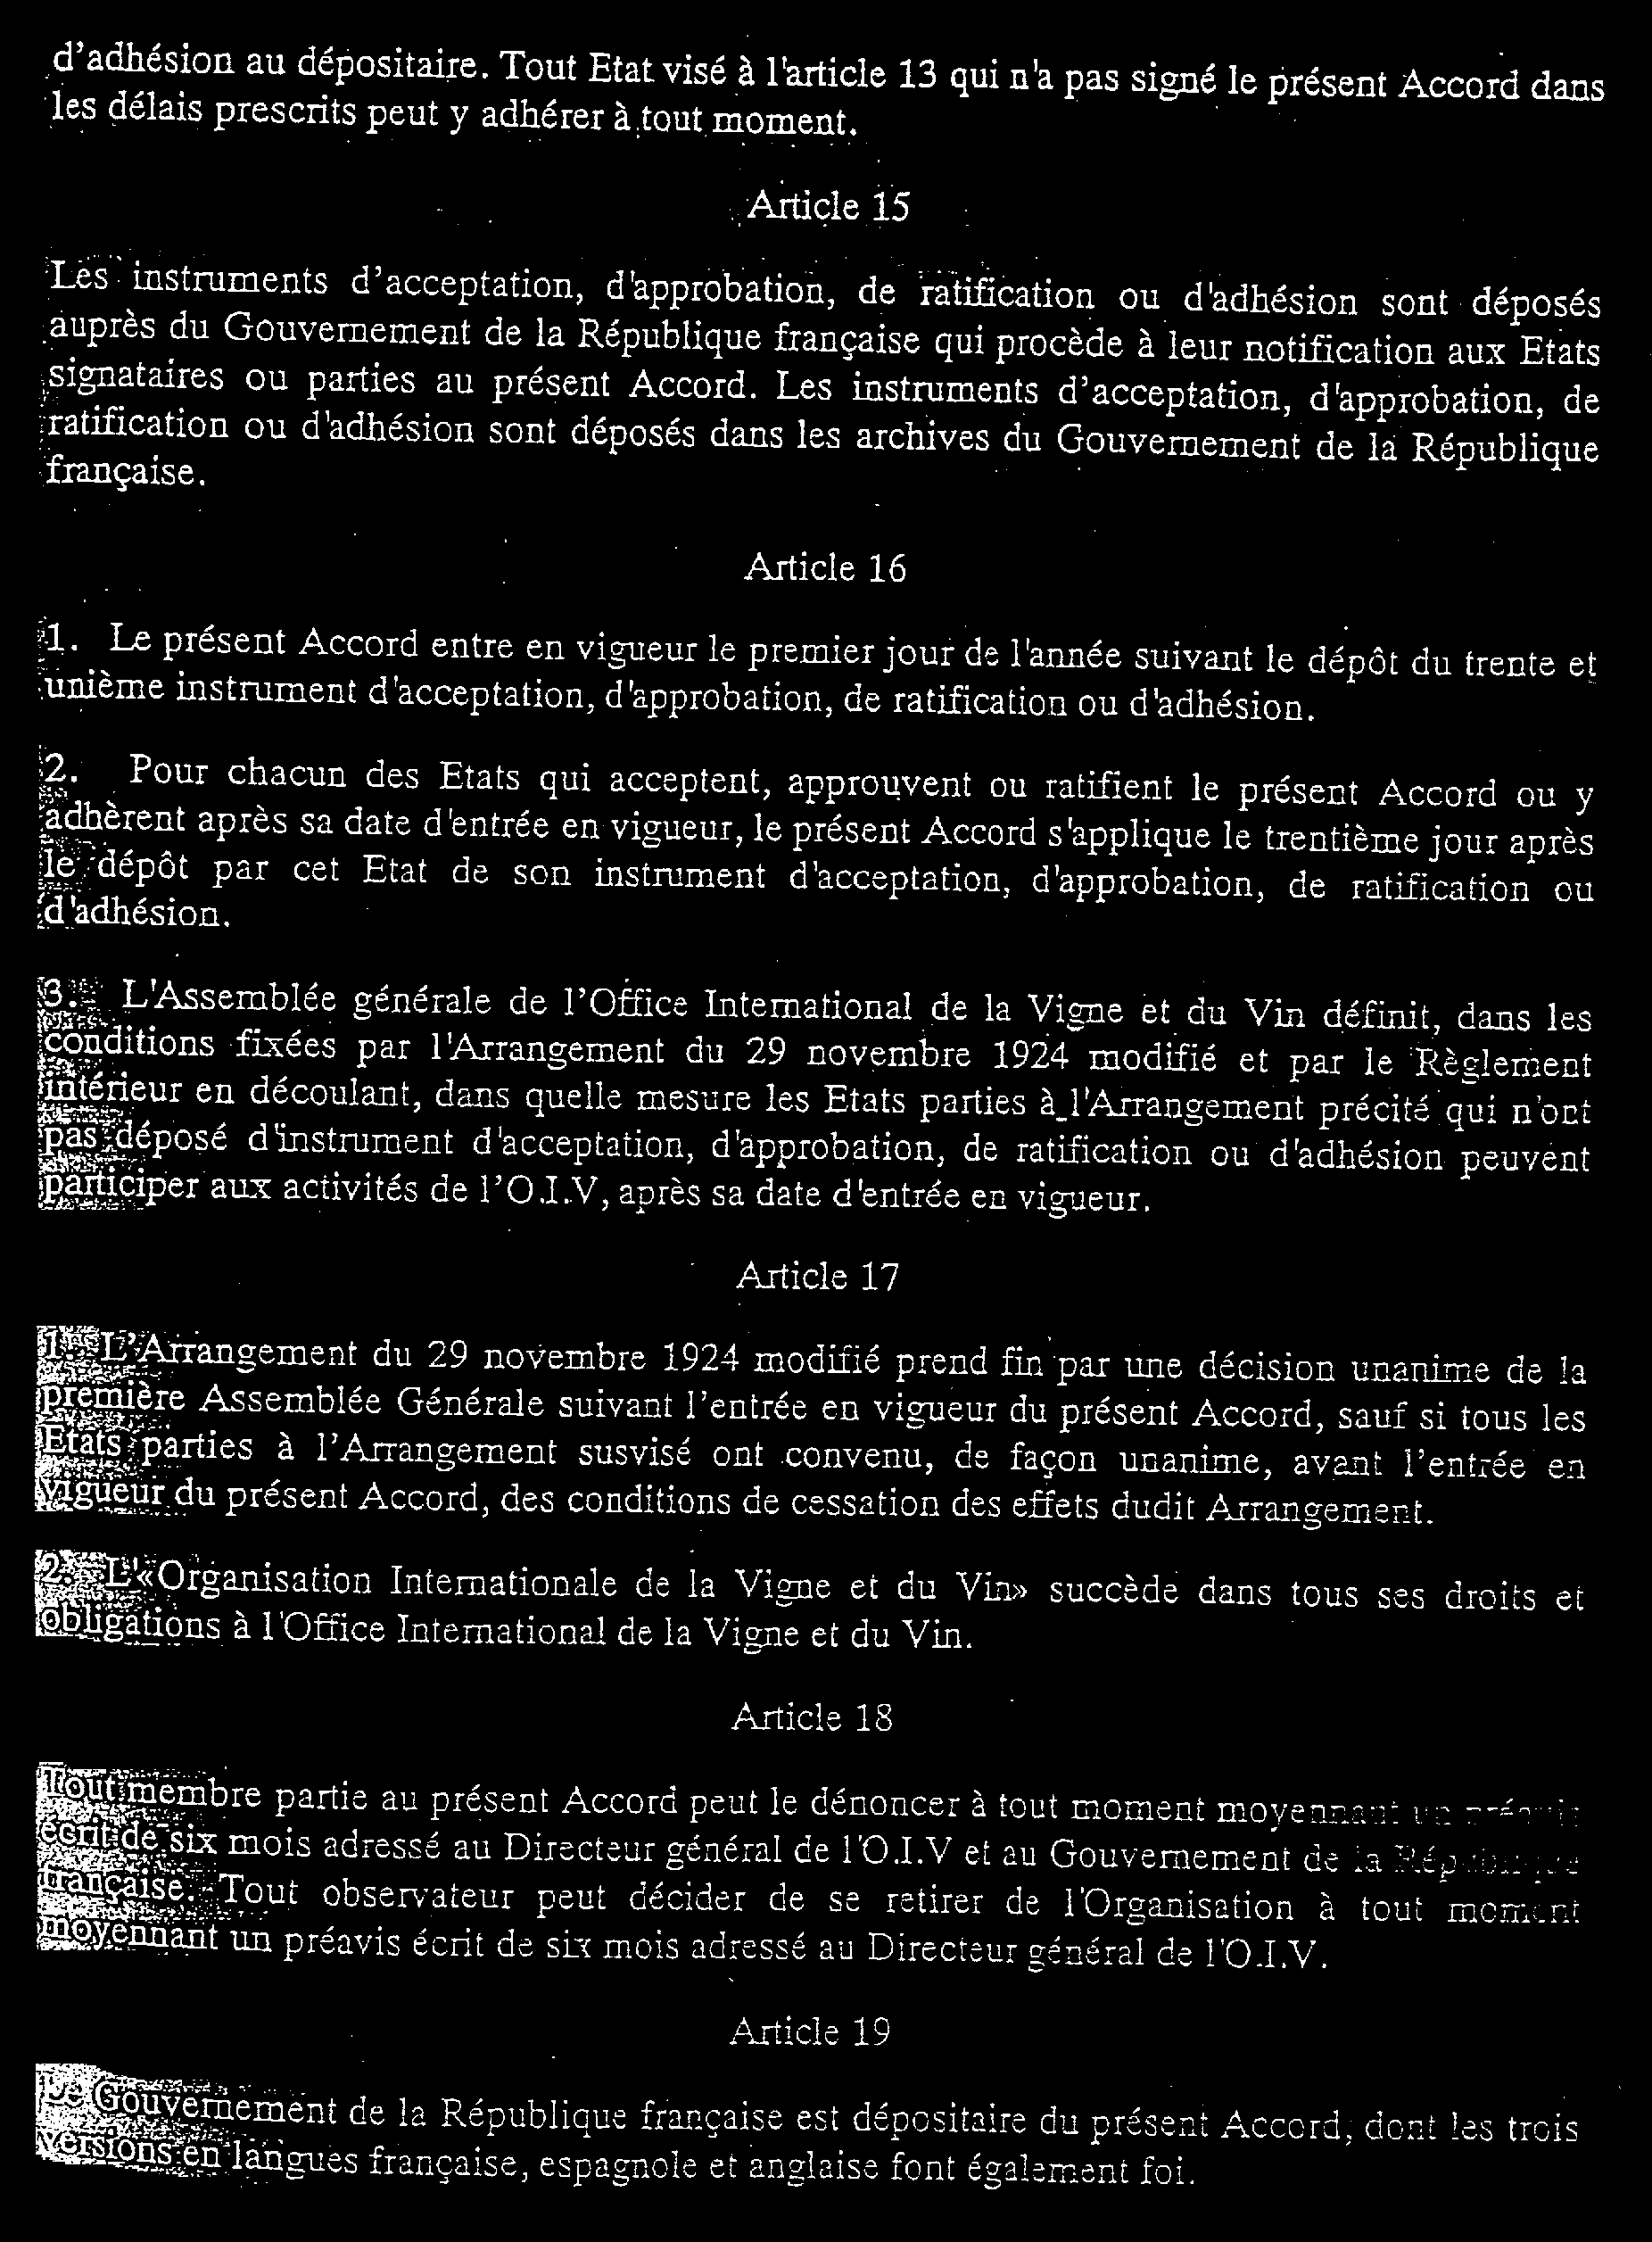 d’adhésion au dépositaire. Tout Etat visé à l'article 13 qui n'a pas signé le présent Accord dans
les délais prescrits peut y adhérer à tout moment.
Article 15
Les instruments d’acceptation, d'approbation, de ratification ou d'adhésion sont déposés
auprès du Gouvernement de la République française qui procède à leur notification aux Etats
signataires ou parties au présent Accord. Les instruments d’acceptation, d'approbation, de
ratification ou d'adhésion sont déposés dans les archives du Gouvernement de la République
française.
Article 16
1. Le présent Accord entre en vigueur le premier jour de l'année suivant le dépôt du trente et
unième instrument d'acceptation, d'approbation, de ratification ou d'adhésion.
2. Pour chacun des Etats qui acceptent, approuvent ou ratifient le présent Accord ou y
adhèrent après sa date d'entrée en vigueur, le présent Accord s'applique le trentième jour après
le dépôt par cet Etat de son instrument d'acceptation, d'approbation, de ratification ou
d'adhésion.
3. L'Assemblée générale de l’Office International de la Vigne et du Vin définit, dans les
conditions fixées par l'Arrangement du 29 novembre 1924 modifié et par le Règlement
intérieur en découlant, dans quelle mesure les Etats parties à l'Arrangement précité qui n'ont
pas déposé d'instrument d'acceptation, d'approbation, de ratification ou d'adhésion peuvent
participer aux activités de l’O.I.V, après sa date d'entrée en vigueur.
Article 17
1. L’Arrangement du 29 novembre 1924 modifié prend fin par une décision unanime de la
première Assemblée Générale suivant l’entrée en vigueur du présent Accord, sauf si tous les
Etats parties à l’Arrangement susvisé ont convenu, de façon unanime, avant l’entrée en
vigueur du présent Accord, des conditions de cessation des effets dudit Arrangement.
2. L'«Organisation Internationale de la Vigne et du Vin» succède dans tous ses droits et
obligations à l'Office International de la Vigne et du Vin.
Article 18
Tout membre partie au présent Accord peut le dénoncer à tout moment moyennant un préavis
écrit de six mois adressé au Directeur général de l'O.I.V et au Gouvernement de la République
française. Tout observateur peut décider de se retirer de l'Organisation à tout moment
moyennant un préavis écrit de six mois adressé au Directeur général de l'O.I.V.
Article 19
Le Gouvernement de la République française est dépositaire du présent Accord, dont les trois
versions en langues française, espagnole et anglaise font également foi.